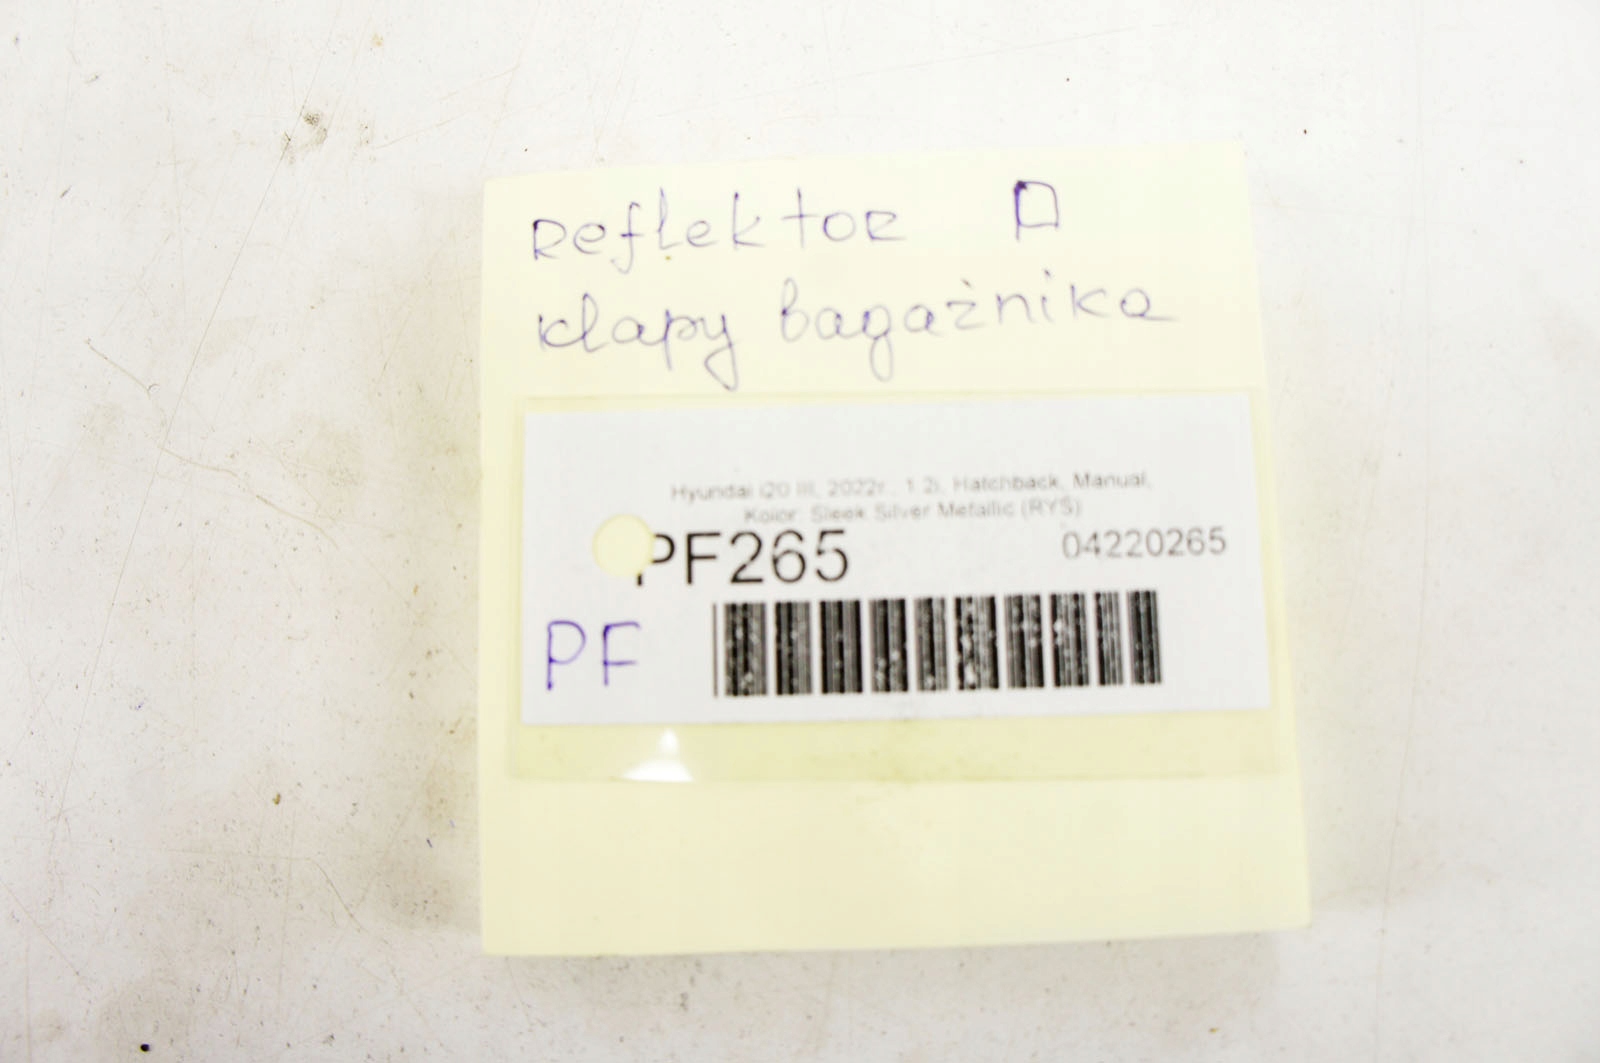 Reflektor P
klapy bagażnika
Hyundai i20 III, 2022r., 1.2i, Hatchback, Manual,
Kolor: Sleek Silver Metallic (RYS)
PF265
04220265
PF